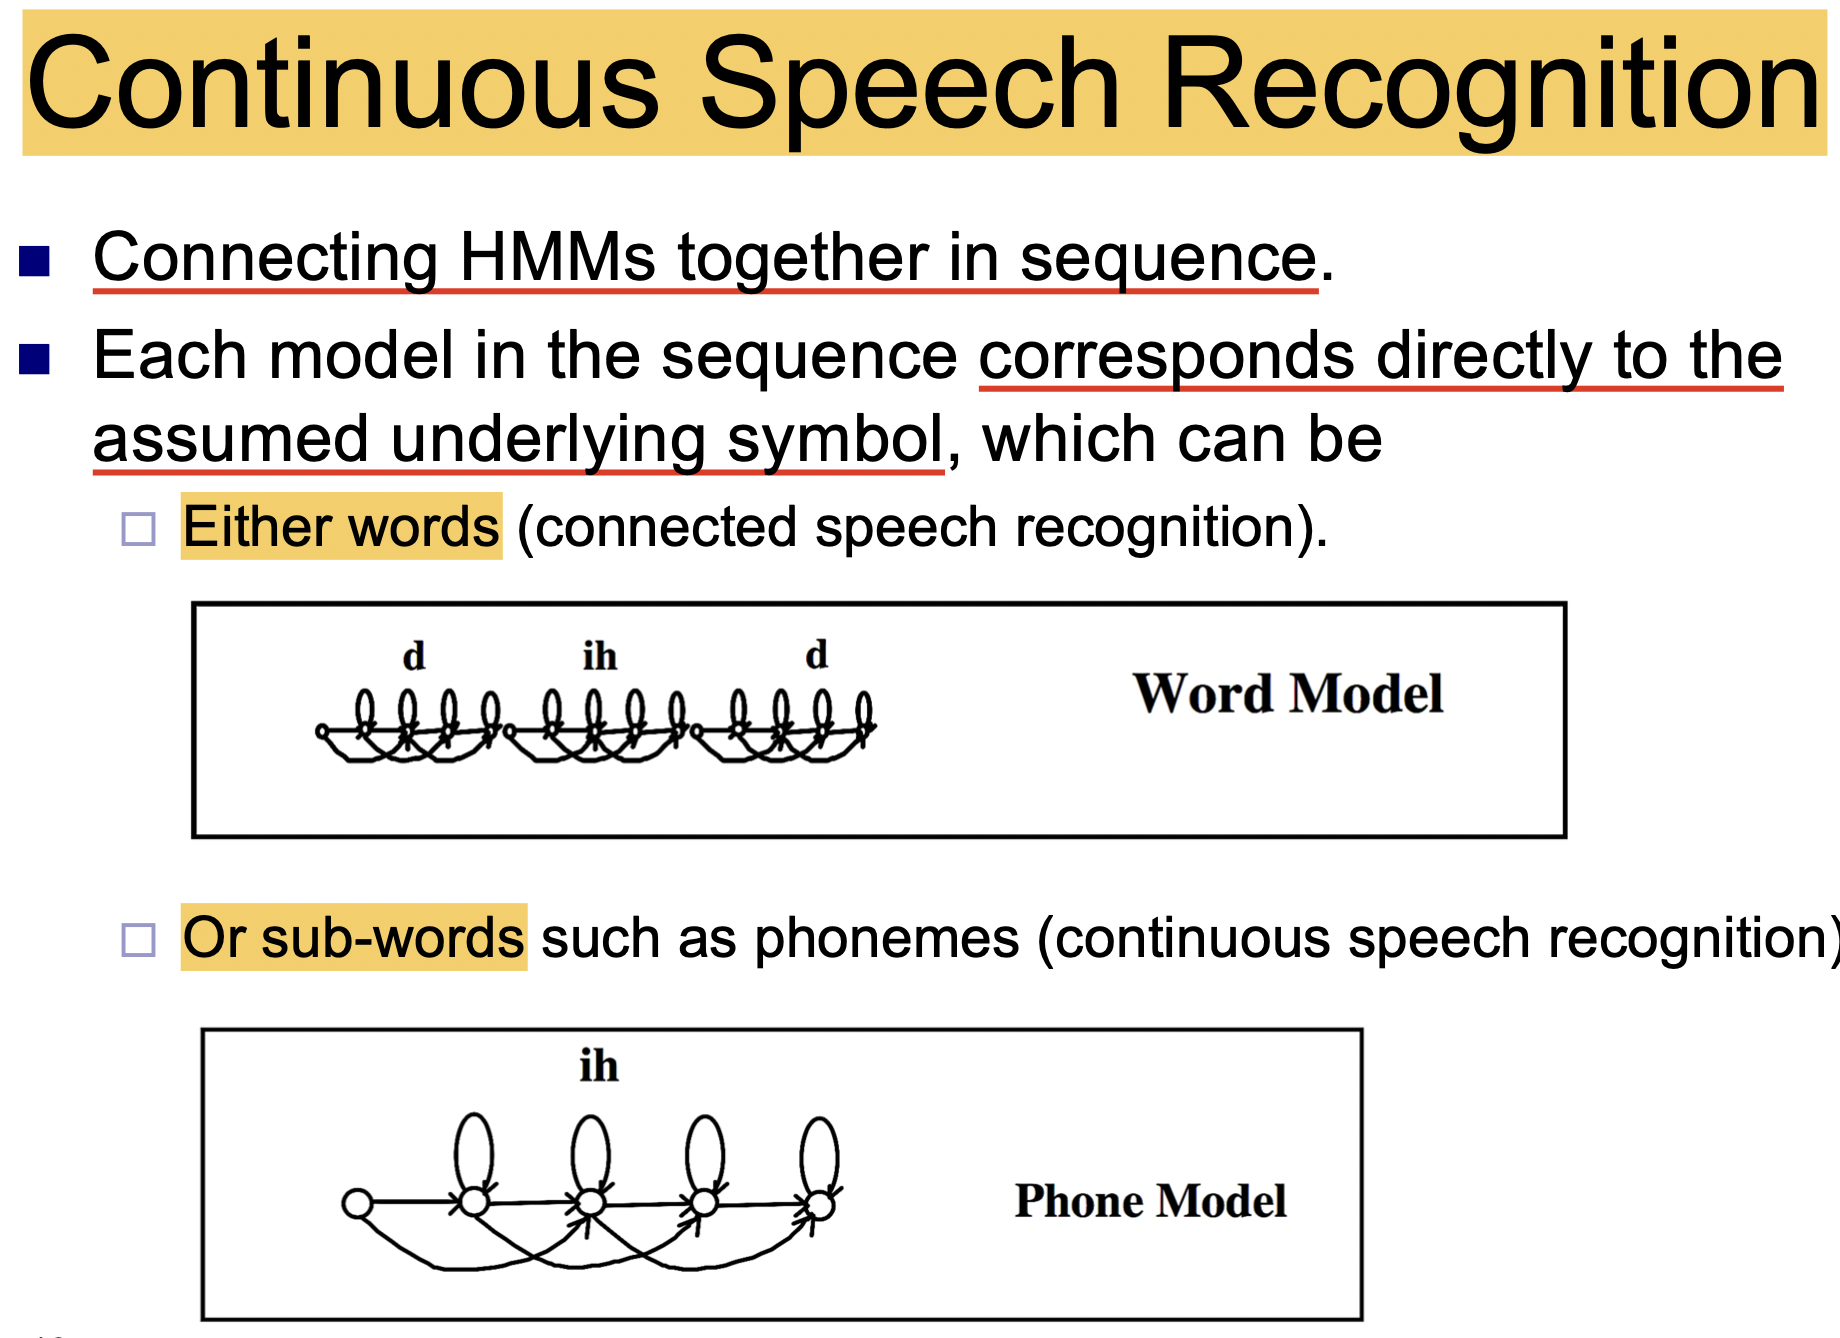 Continuous Speech Recognition
Connecting HMMs together in sequence.
Each model in the sequence corresponds directly to the
assumed underlying symbol, which can be
Either words (connected speech recognition).
d ih d
Word Model
Or sub-words such as phonemes (continuous speech recognition)
ih
Phone Model